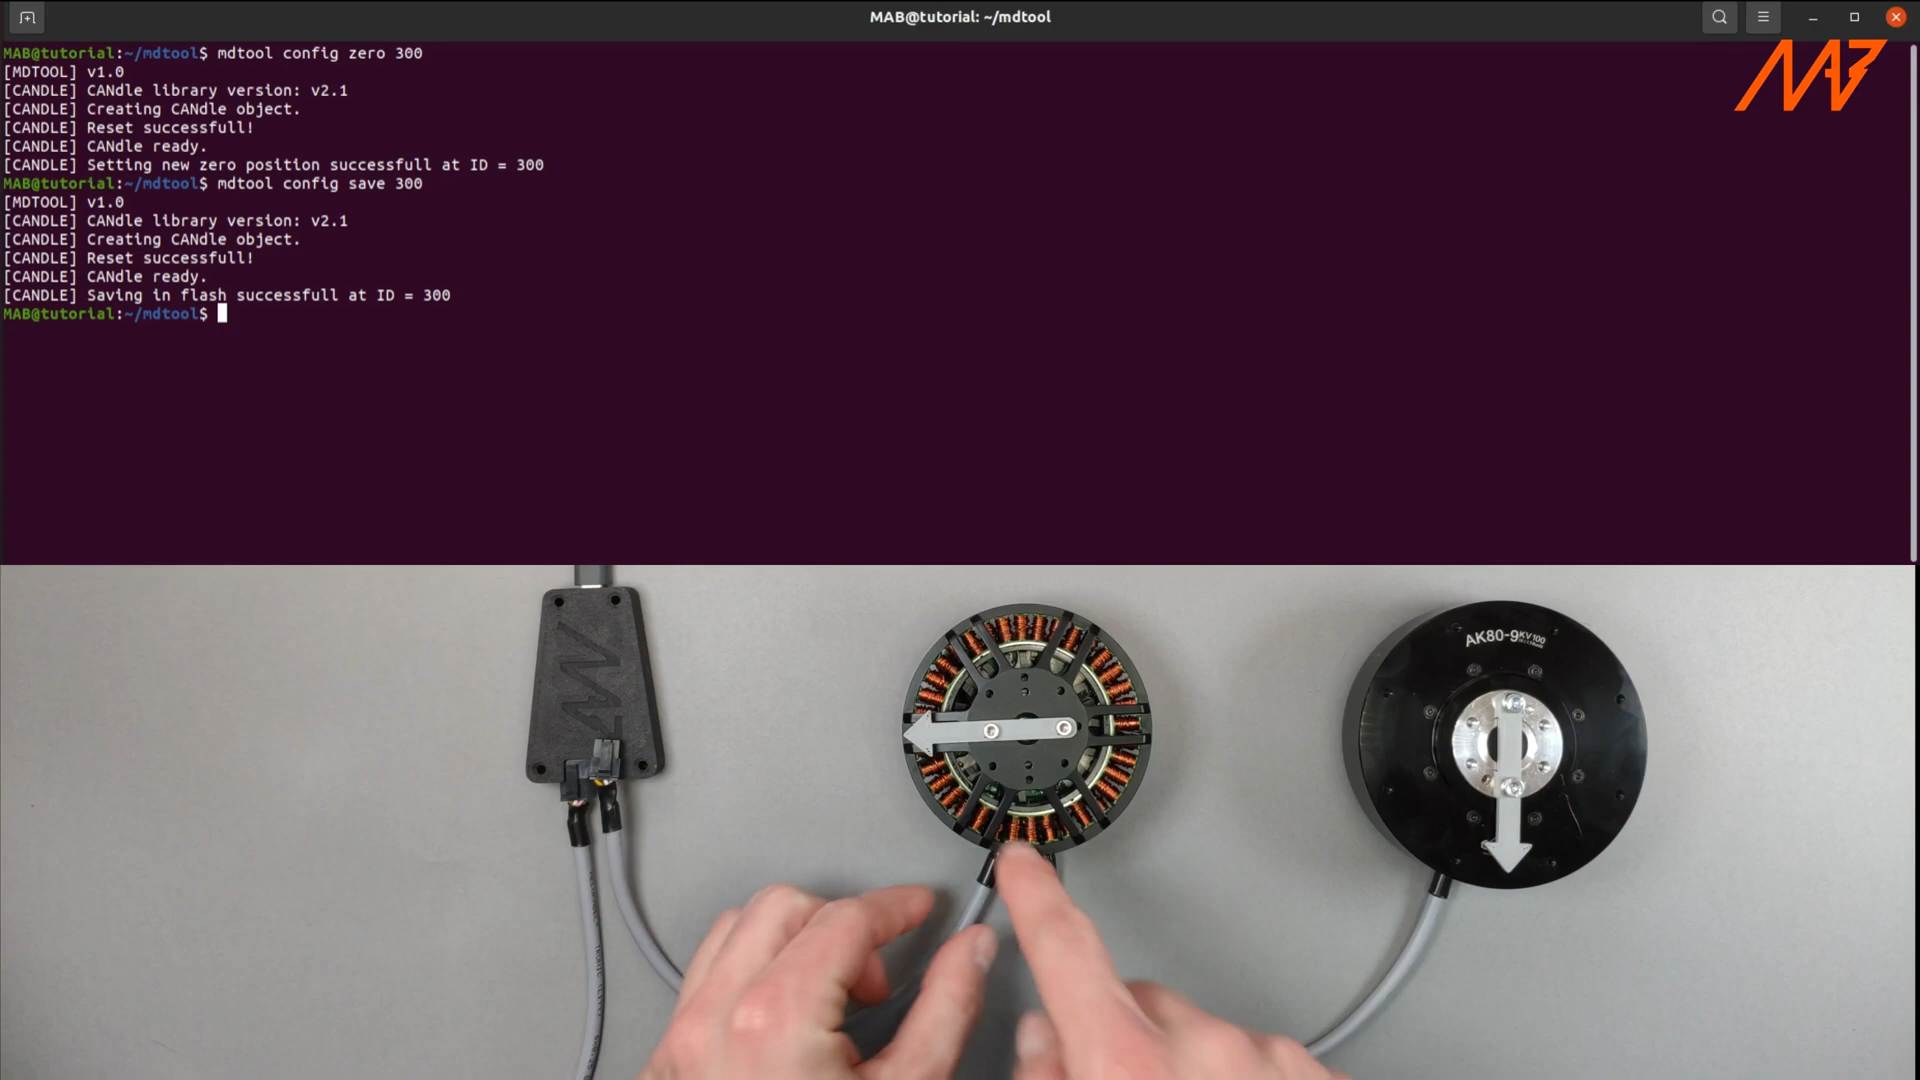 MAB@tutorial: ~/mdtool
MAB@tutorial:~/mdtool$ mdtool config zero 300
[MDTOOL] v1.0
[CANDLE] CANdle library version: v2.1
[CANDLE] Creating CANdle object.
[CANDLE] Reset successfull!
[CANDLE] CANdle ready.
[CANDLE] Setting new zero position successfull at ID = 300
MAB@tutorial:~/mdtool$ mdtool config save 300
[MDTOOL] v1.0
[CANDLE] CANdle library version: v2.1
[CANDLE] Creating CANdle object.
[CANDLE] Reset successfull!
[CANDLE] CANdle ready.
[CANDLE] Saving in flash successfull at ID = 300
MAB@tutorial:~/mdtool$
AK80-9 KV100